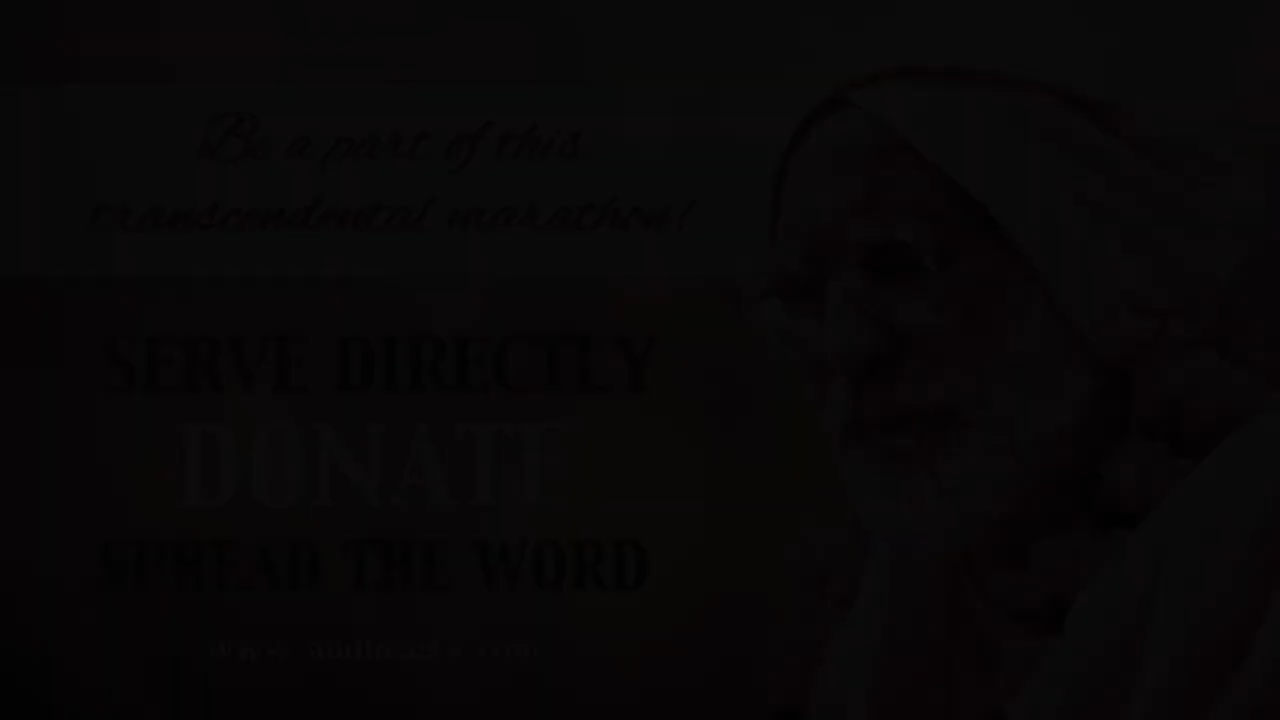 Be a part of this
transcendental marathon!
SERVE DIRECTLY
DONATE
SPREAD THE WORD